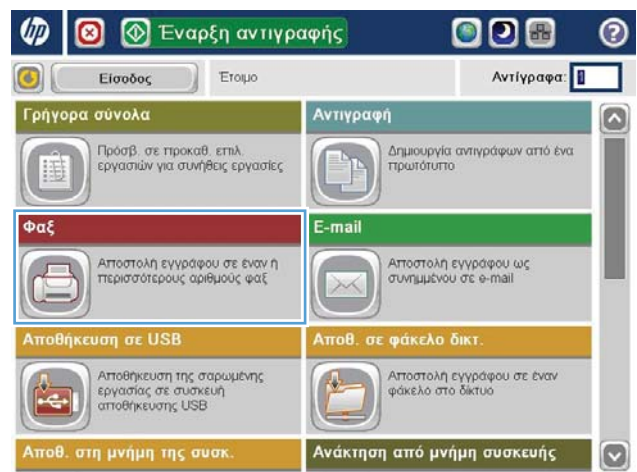 hp
Έναρξη αντιγραφής
?
Είσοδος
Έτοιμο
Αντίγραφα: 1
Γρήγορα σύνολα
Αντιγραφή
Πρόσβ. σε προκαθ. επιλ.
εργασιών για συνήθεις εργασίες
Δημιουργία αντιγράφων από ένα
πρωτότυπο
Φαξ
E-mail
Αποστολή εγγράφου σε έναν ή
περισσότερους αριθμούς φαξ
Αποστολή εγγράφου ως
συνημμένου σε e-mail
Αποθήκευση σε USB
Αποθ. σε φάκελο δικτ.
Αποθήκευση της σαρωμένης
εργασίας σε συσκευή
αποθήκευσης USB
Αποστολή εγγράφου σε έναν
φάκελο στο δίκτυο
Αποθ. στη μνήμη της συσκ.
Ανάκτηση από μνήμη συσκευής